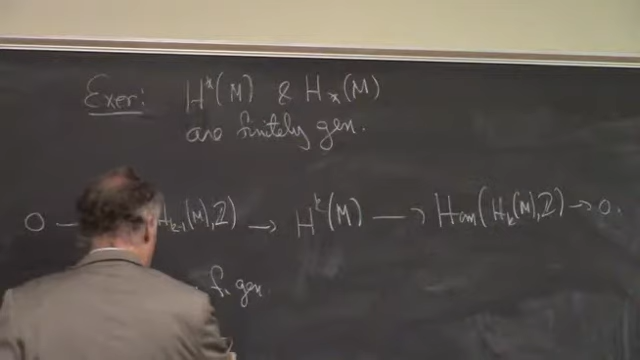 Exer: H^*(M) & H_*(M)
are finitely gen.
0 — H_{k-1}(M), Z) → H^k(M) → Hom(H_k(M), Z) → 0.
f. gen.